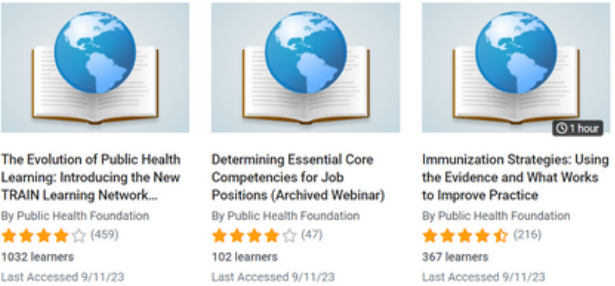 1 hour
The Evolution of Public Health
Learning: Introducing the New
TRAIN Learning Network...
By Public Health Foundation
(459)
1032 learners
Last Accessed 9/11/23
Determining Essential Core
Competencies for Job
Positions (Archived Webinar)
By Public Health Foundation
(47)
102 learners
Last Accessed 9/11/23
Immunization Strategies: Using
the Evidence and What Works
to Improve Practice
By Public Health Foundation
(216)
367 learners
Last Accessed 9/11/23